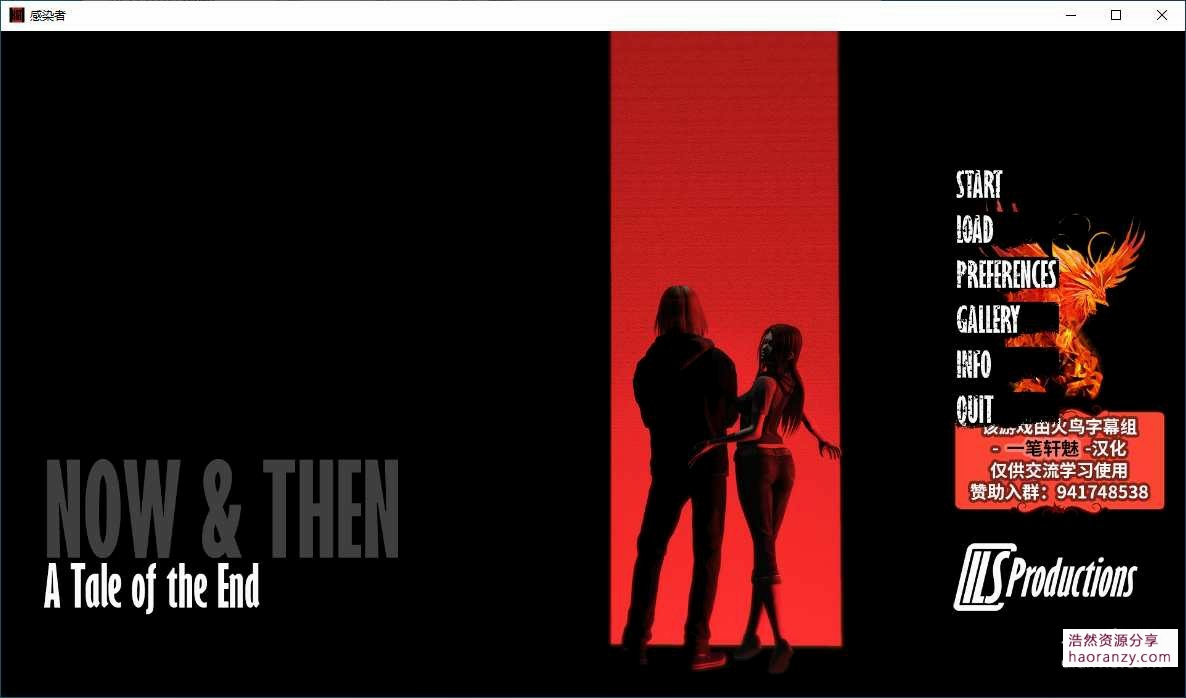 感染者
START
LOAD
PREFERENCES
GALLERY
INFO
QUIT
该游戏由火鸟字幕组
- 一笔轩魅 -汉化
仅供交流学习使用
赞助入群：941748538
NOW & THEN
A Tale of the End
ILS Productions
浩然资源分享
haoranzy.com